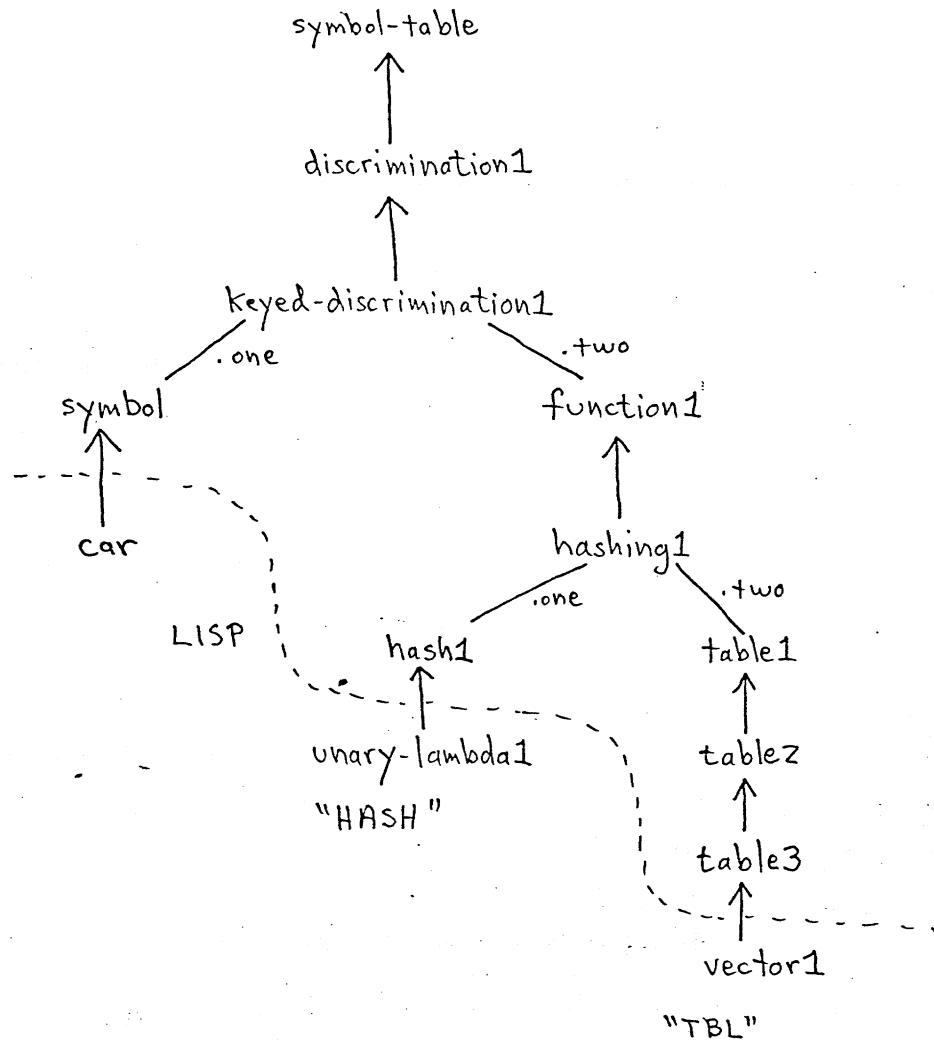 symbol-table
discrimination1
keyed-discrimination1
.one
.two
symbol
function1
car
hashing1
.one
.two
LISP
hash1
table1
unary-lambda1
table2
"HASH"
table3
vector1
"TBL"